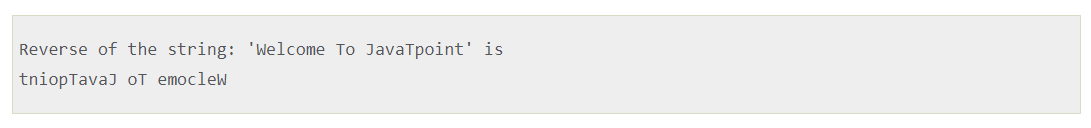 Reverse of the string: 'Welcome To JavaTpoint' is
tniopTavaJ oT emocleW